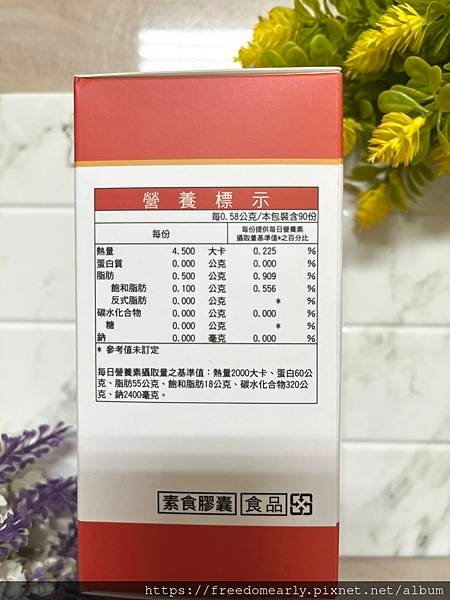 營養標示
每0.58公克/本包裝含90份
每份 每份提供每日營養素
攝取量基準值*之百分比
熱量 4.500 大卡 0.225 %
蛋白質 0.000 公克 0.000 %
脂肪 0.500 公克 0.909 %
飽和脂肪 0.100 公克 0.556 %
反式脂肪 0.000 公克 * %
碳水化合物 0.000 公克 0.000 %
糖 0.000 公克 * %
鈉 0.000 毫克 0.000 %
* 參考值未訂定
每日營養素攝取量之基準值：熱量2000大卡、蛋白60公
克、脂肪55公克、飽和脂肪18公克、碳水化合物320公
克、鈉2400毫克。
素食膠囊 食品
https://freedomearly.pixnet.net/album